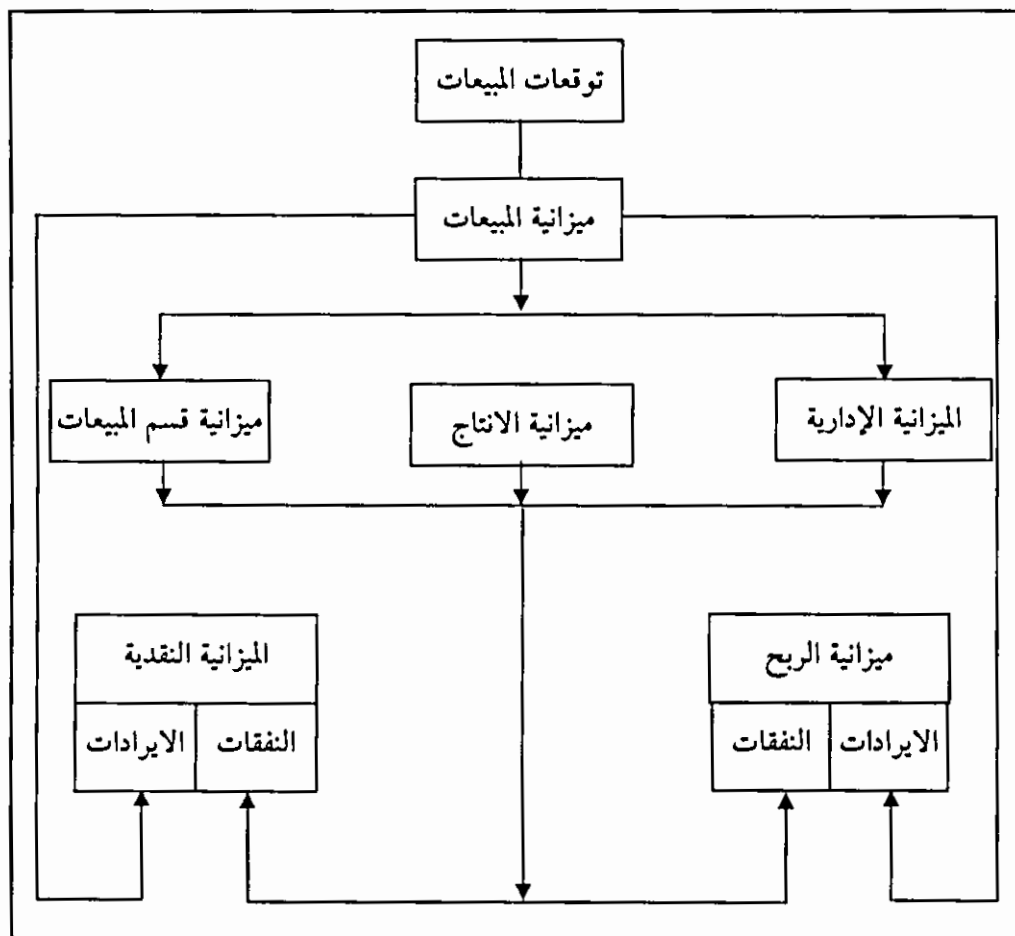 توقعات المبيعات
ميزانية المبيعات
الميزانية الإدارية
ميزانية الانتاج
ميزانية قسم المبيعات
ميزانية الربح
الايرادات
النفقات
الميزانية النقدية
النفقات
الايرادات